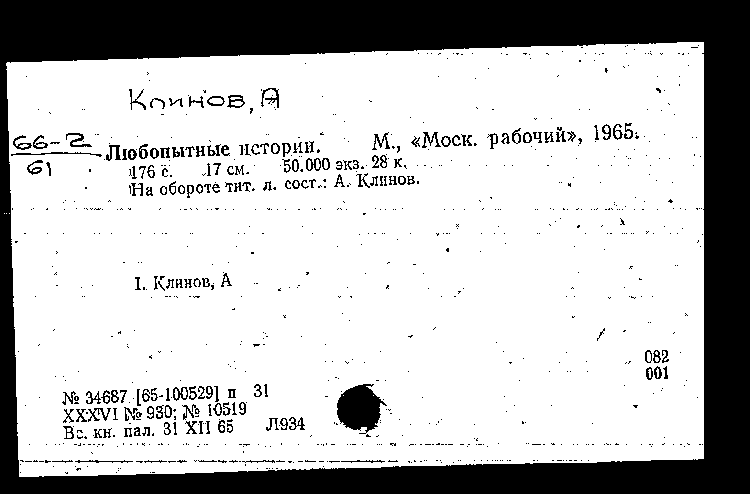 Клинов, А
66-2
61
Любопытные истории. М., «Моск. рабочий», 1965.
176 с. 17 см. 50.000 экз. 28 к.
На обороте тит. л. сост.: А. Клинов.
I. Клинов, А
082
001
№ 34687 [65-100529] п 31
XXXVI № 930; № 10519
Вс. кн. пал. 31 XII 65 Л934